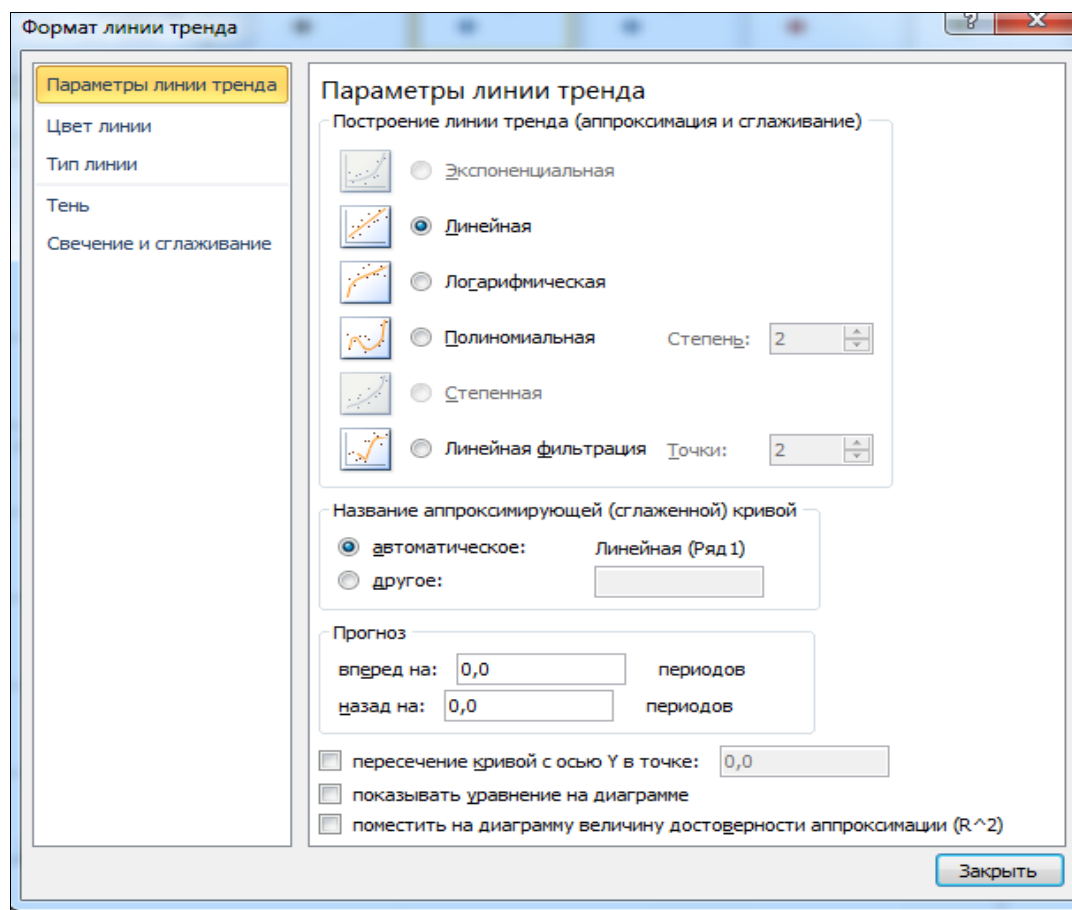 Формат линии тренда
Параметры линии тренда
Цвет линии
Тип линии
Тень
Свечение и сглаживание
Параметры линии тренда
Построение линии тренда (аппроксимация и сглаживание)
Экспоненциальная
Линейная
Логарифмическая
Полиномиальная Степень: 2
Степенная
Линейная фильтрация Точки: 2
Название аппроксимирующей (сглаженной) кривой
автоматическое: Линейная (Ряд1)
другое:
Прогноз
вперед на: 0,0 периодов
назад на: 0,0 периодов
пересечение кривой с осью Y в точке: 0,0
показывать уравнение на диаграмме
поместить на диаграмму величину достоверности аппроксимации (R^2)
Закрыть